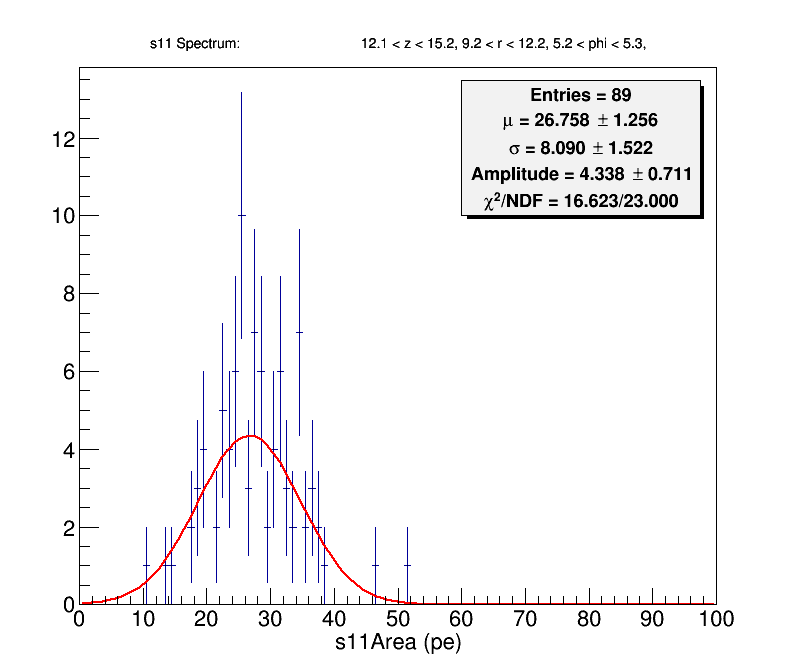 s11 Spectrum: 12.1 < z < 15.2, 9.2 < r < 12.2, 5.2 < phi < 5.3,
Entries = 89
μ = 26.758 ± 1.256
σ = 8.090 ± 1.522
Amplitude = 4.338 ± 0.711
χ²/NDF = 16.623/23.000
12
10
8
6
4
2
0
0 10 20 30 40 50 60 70 80 90 100
s11Area (pe)